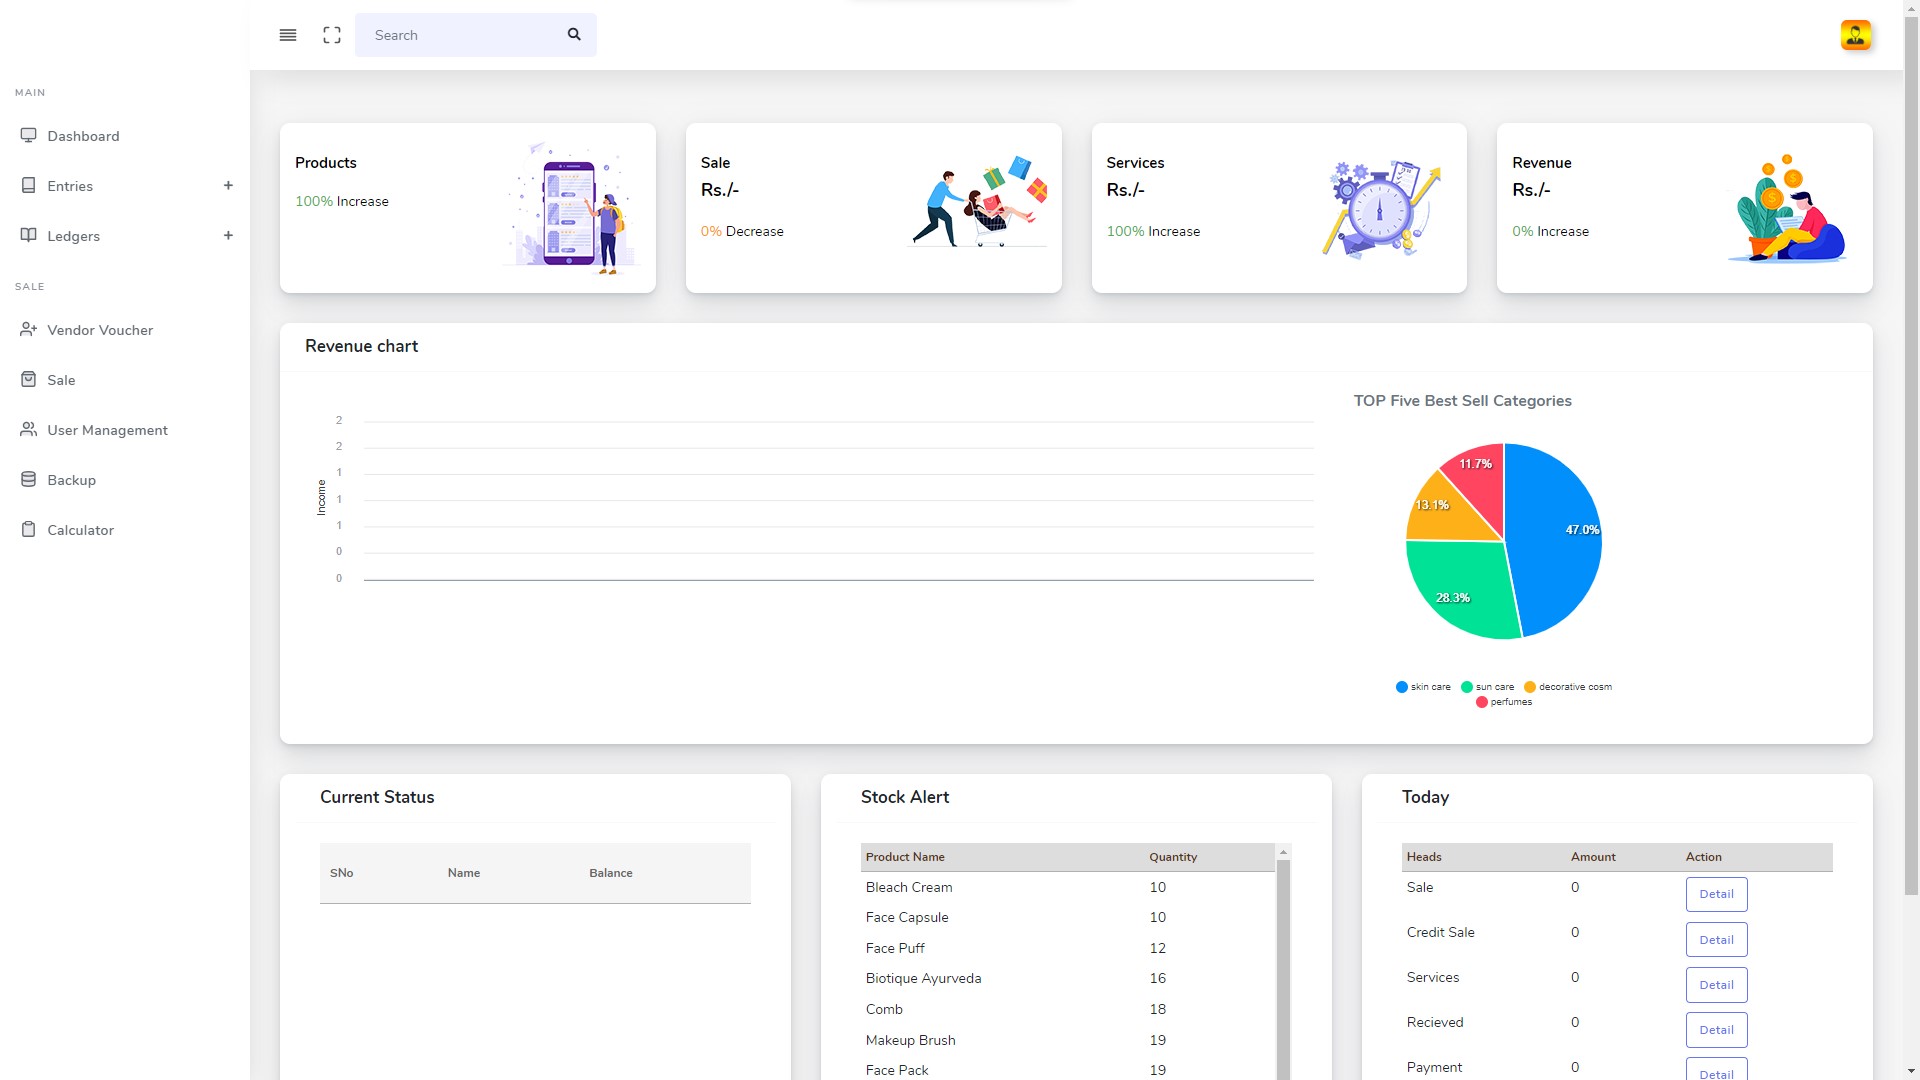 Search
MAIN
Dashboard
Entries +
Ledgers +
SALE
Vendor Voucher
Sale
User Management
Backup
Calculator
Products
100% Increase
Sale
Rs./-
0% Decrease
Services
Rs./-
100% Increase
Revenue
Rs./-
0% Increase
Revenue chart
Income
2
2
1
1
1
0
0
TOP Five Best Sell Categories
11.7%
13.1%
47.0%
28.3%
skin care sun care decorative cosm
perfumes
Current Status
SNo Name Balance
Stock Alert
Product Name Quantity
Bleach Cream 10
Face Capsule 10
Face Puff 12
Biotique Ayurveda 16
Comb 18
Makeup Brush 19
Face Pack 19
Today
Heads Amount Action
Sale 0 Detail
Credit Sale 0 Detail
Services 0 Detail
Recieved 0 Detail
Payment 0 Detail